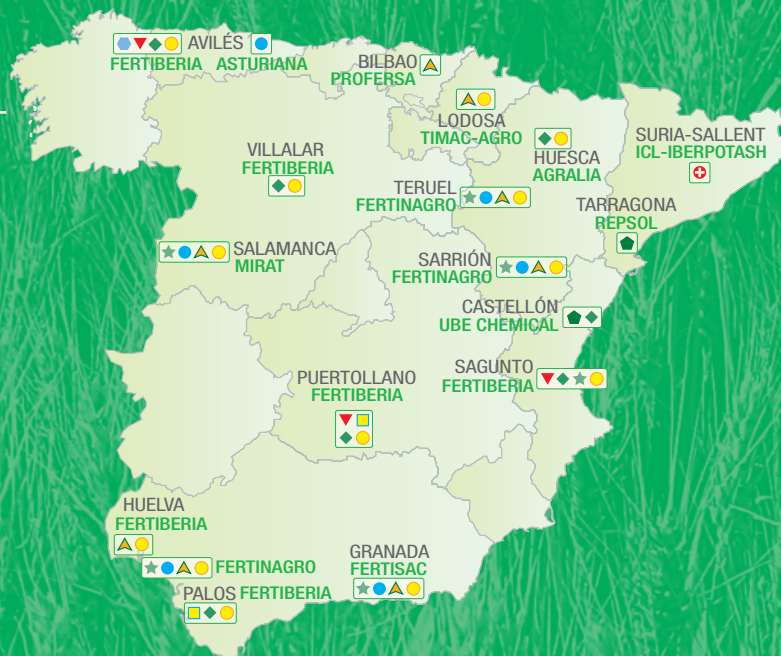 AVILÉS
FERTIBERIA ASTURIANA
BILBAO
PROFERSA
LODOSA
TIMAC-AGRO
HUESCA
AGRALIA
SURIA-SALLENT
ICL-IBERPOTASH
VILLALAR
FERTIBERIA
TERUEL
FERTINAGRO
TARRAGONA
REPSOL
SALAMANCA
MIRAT
SARRIÓN
FERTINAGRO
CASTELLÓN
UBE CHEMICAL
SAGUNTO
FERTIBERIA
PUERTOLLANO
FERTIBERIA
HUELVA
FERTIBERIA
FERTINAGRO
PALOS FERTIBERIA
GRANADA
FERTISAC